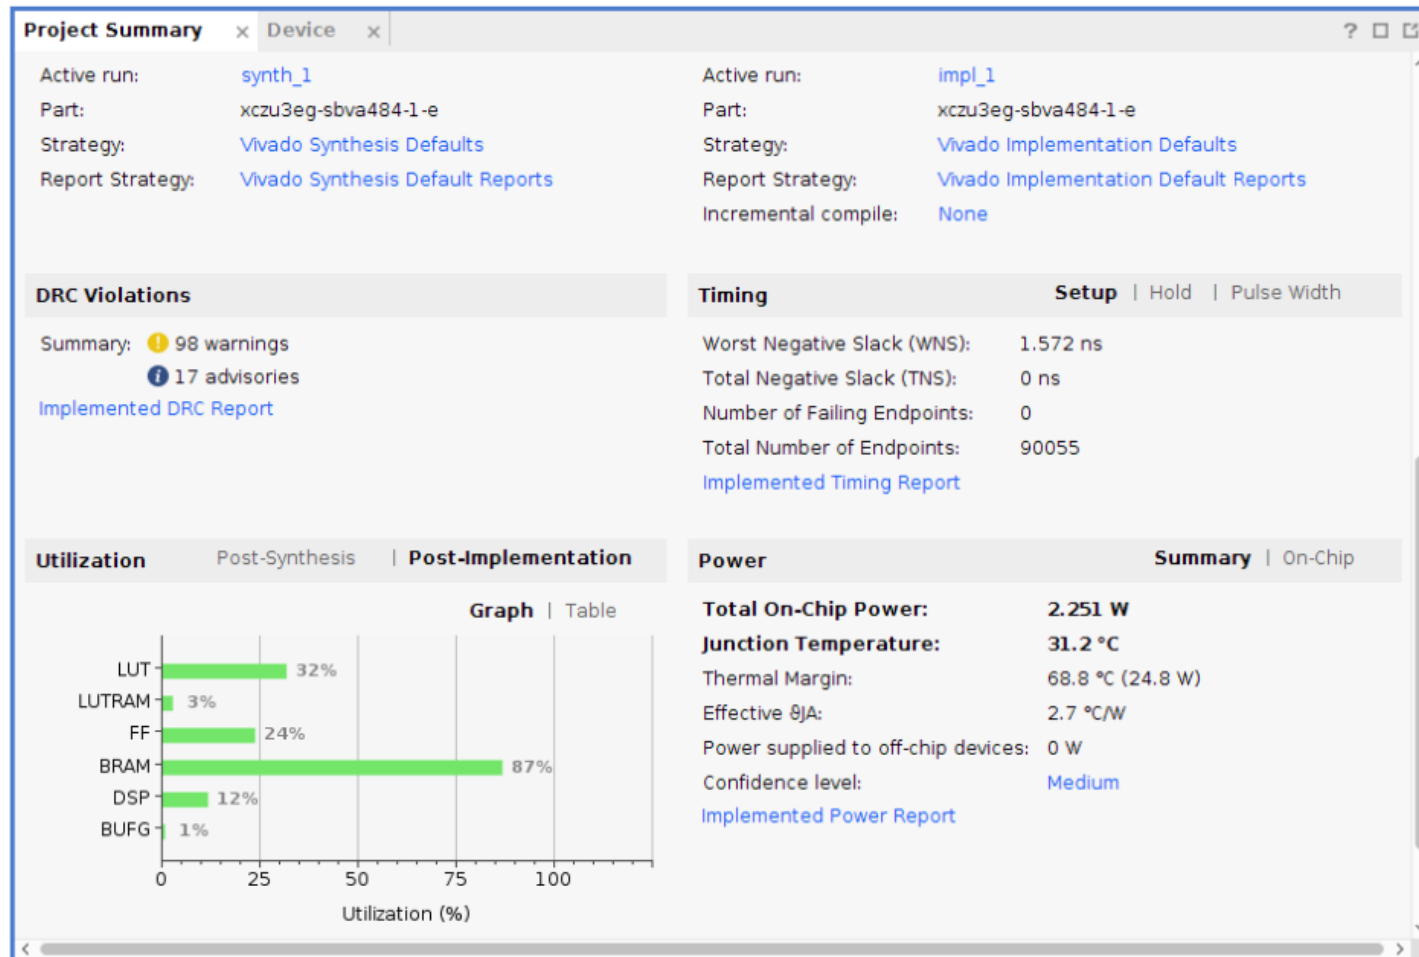 Project Summary × Device ×
Active run: synth_1
Part: xczu3eg-sbva484-1-e
Strategy: Vivado Synthesis Defaults
Report Strategy: Vivado Synthesis Default Reports
Active run: impl_1
Part: xczu3eg-sbva484-1-e
Strategy: Vivado Implementation Defaults
Report Strategy: Vivado Implementation Default Reports
Incremental compile: None
DRC Violations
Summary: 98 warnings
17 advisories
Implemented DRC Report
Timing Setup | Hold | Pulse Width
Worst Negative Slack (WNS): 1.572 ns
Total Negative Slack (TNS): 0 ns
Number of Failing Endpoints: 0
Total Number of Endpoints: 90055
Implemented Timing Report
Utilization Post-Synthesis | Post-Implementation
Graph | Table
LUT 32%
LUTRAM 3%
FF 24%
BRAM 87%
DSP 12%
BUFG 1%
0 25 50 75 100
Utilization (%)
Power Summary | On-Chip
Total On-Chip Power: 2.251 W
Junction Temperature: 31.2 °C
Thermal Margin: 68.8 °C (24.8 W)
Effective ϑJA: 2.7 °C/W
Power supplied to off-chip devices: 0 W
Confidence level: Medium
Implemented Power Report